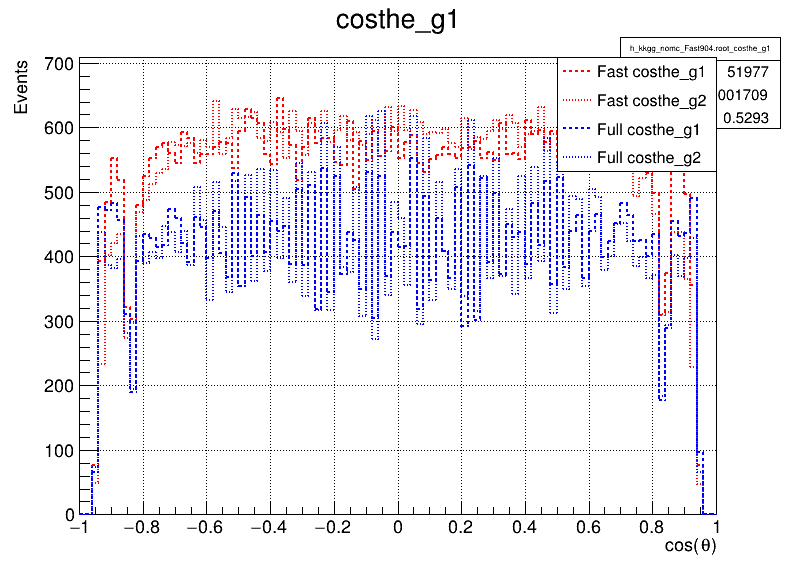 costhe_g1
h_kkgg_nomc_Fast904.root_costhe_g1
51977
001709
0.5293
Fast costhe_g1
Fast costhe_g2
Full costhe_g1
Full costhe_g2
Events
700
600
500
400
300
200
100
0
−1 −0.8 −0.6 −0.4 −0.2 0 0.2 0.4 0.6 0.8 1
cos(θ)